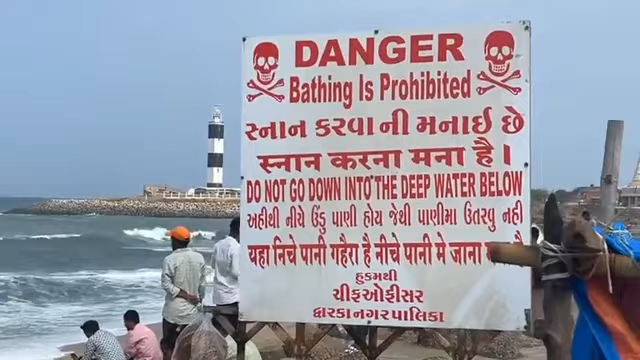 DANGER
Bathing Is Prohibited
સ્નાન કરવાની મનાઈ છે
स्नान करना मना है।
DO NOT GO DOWN INTO THE DEEP WATER BELOW
અહીથી નીચે ઉંડુ પાણી હોય જેથી પાણીમા ઉતરવુ નહી
यहा निचे पानी गहेरा है नीचे पानी मे जाना
હુકમથી
ચીફઓફીસર
દ્વારકાનગરપાલિકા